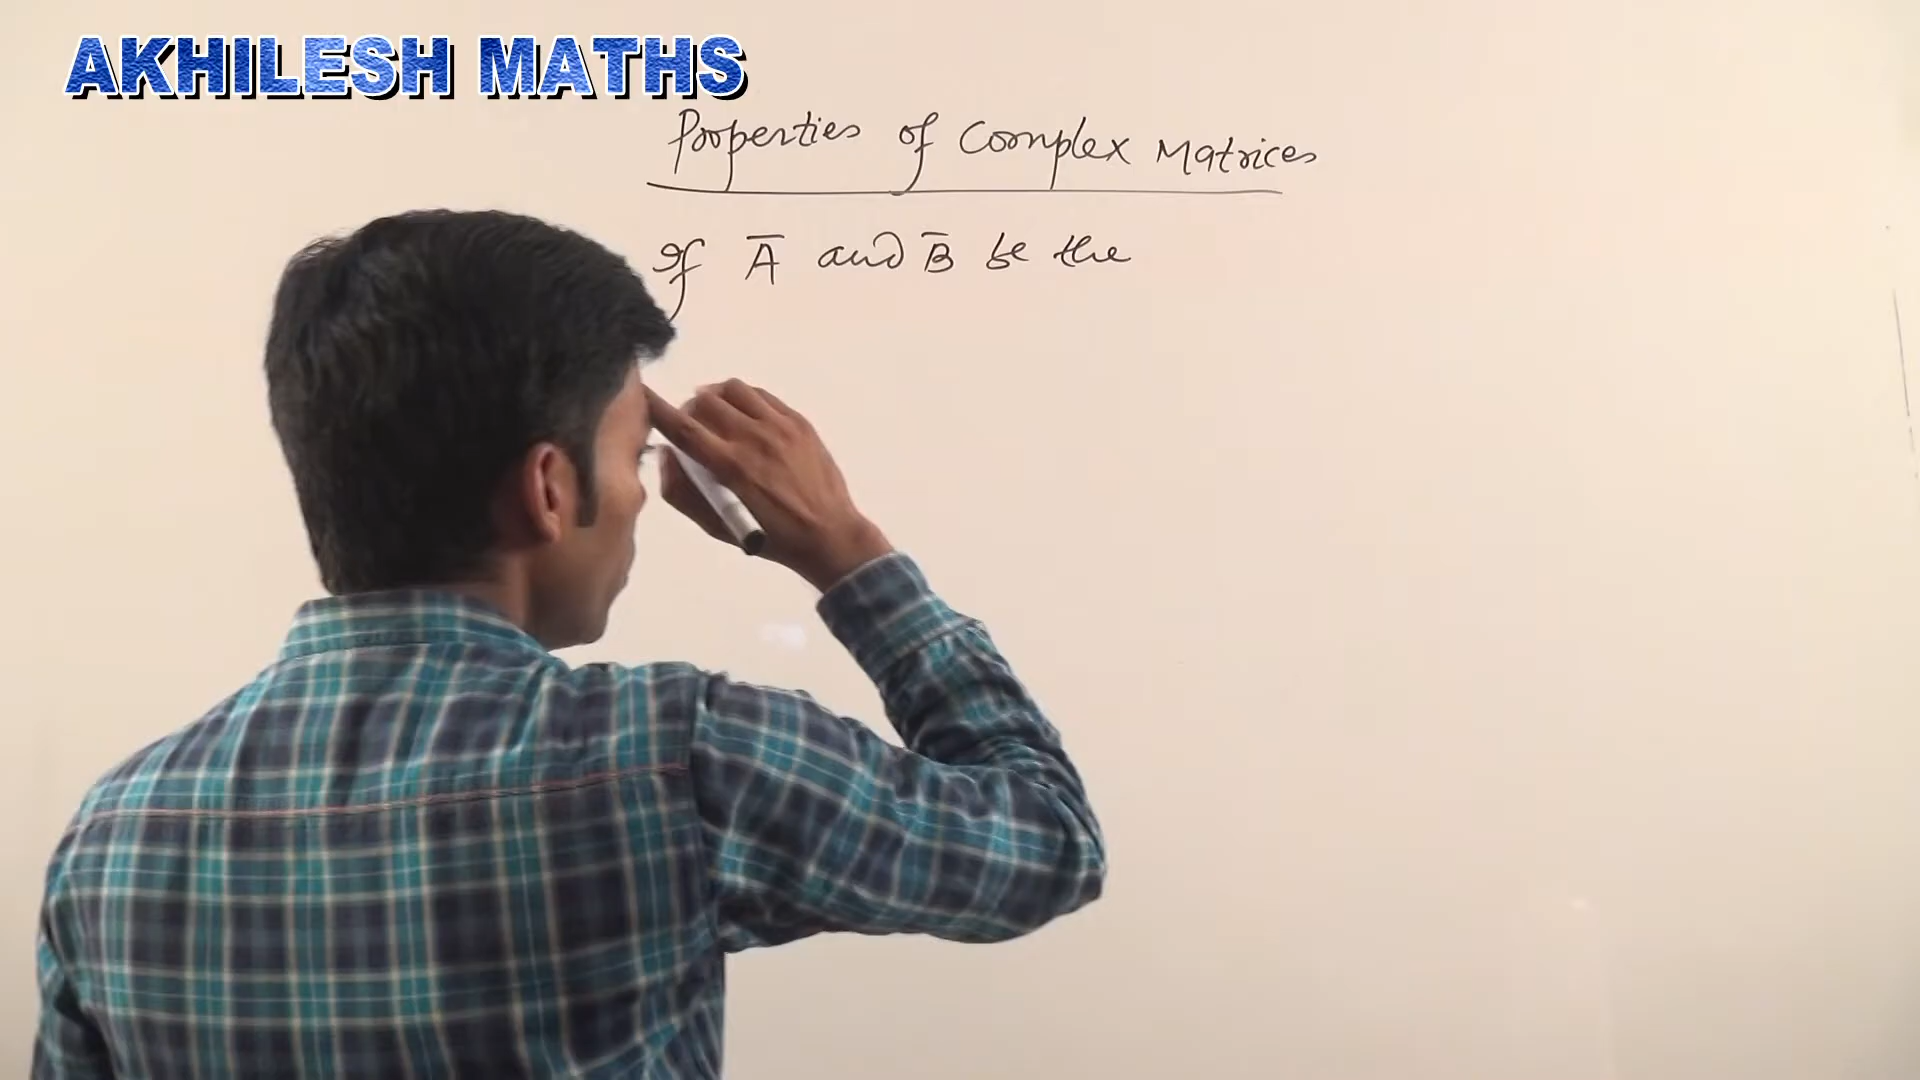 AKHILESH MATHS
Properties of Complex Matrices
If A̅ and B̅ be the